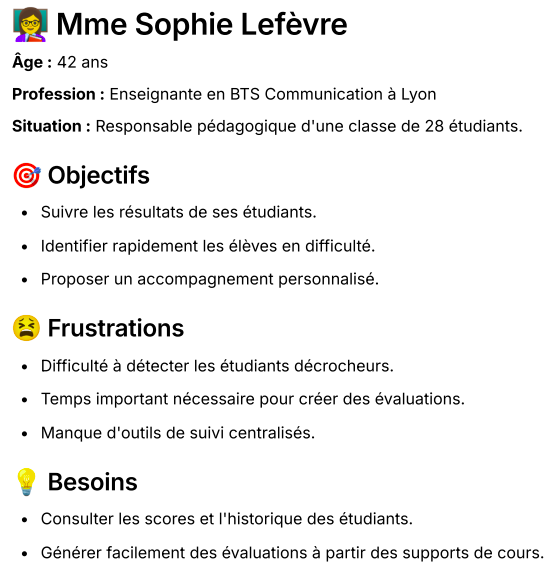 Mme Sophie Lefèvre
Âge : 42 ans
Profession : Enseignante en BTS Communication à Lyon
Situation : Responsable pédagogique d'une classe de 28 étudiants.
Objectifs
• Suivre les résultats de ses étudiants.
• Identifier rapidement les élèves en difficulté.
• Proposer un accompagnement personnalisé.
Frustrations
• Difficulté à détecter les étudiants décrocheurs.
• Temps important nécessaire pour créer des évaluations.
• Manque d'outils de suivi centralisés.
Besoins
• Consulter les scores et l'historique des étudiants.
• Générer facilement des évaluations à partir des supports de cours.